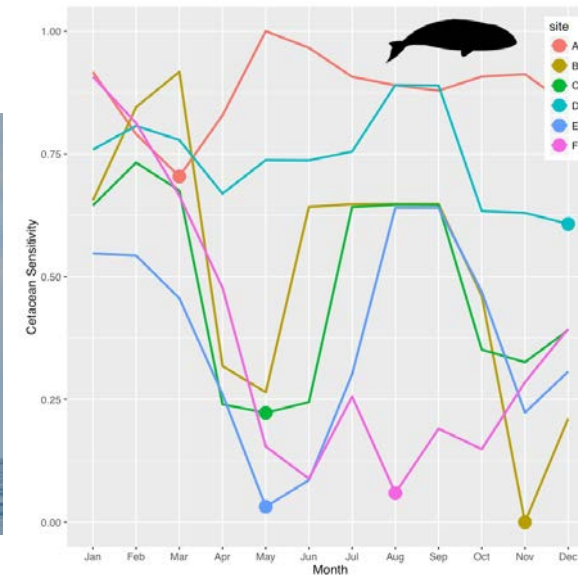 1.00
0.75
0.50
0.25
0.00
Cetacean Sensitivity
site
A
B
C
D
E
F
Jan Feb Mar Apr May Jun Jul Aug Sep Oct Nov Dec
Month